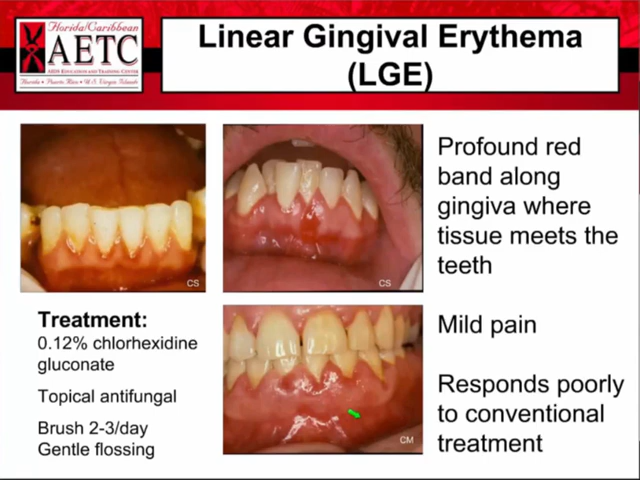 Florida/Caribbean
AETC
AIDS EDUCATION AND TRAINING CENTER
Florida • Puerto Rico • U.S. Virgin Islands
Linear Gingival Erythema
(LGE)
CS
CS
Profound red
band along
gingiva where
tissue meets the
teeth
Treatment:
0.12% chlorhexidine
gluconate
Topical antifungal
Brush 2-3/day
Gentle flossing
CM
Mild pain
Responds poorly
to conventional
treatment